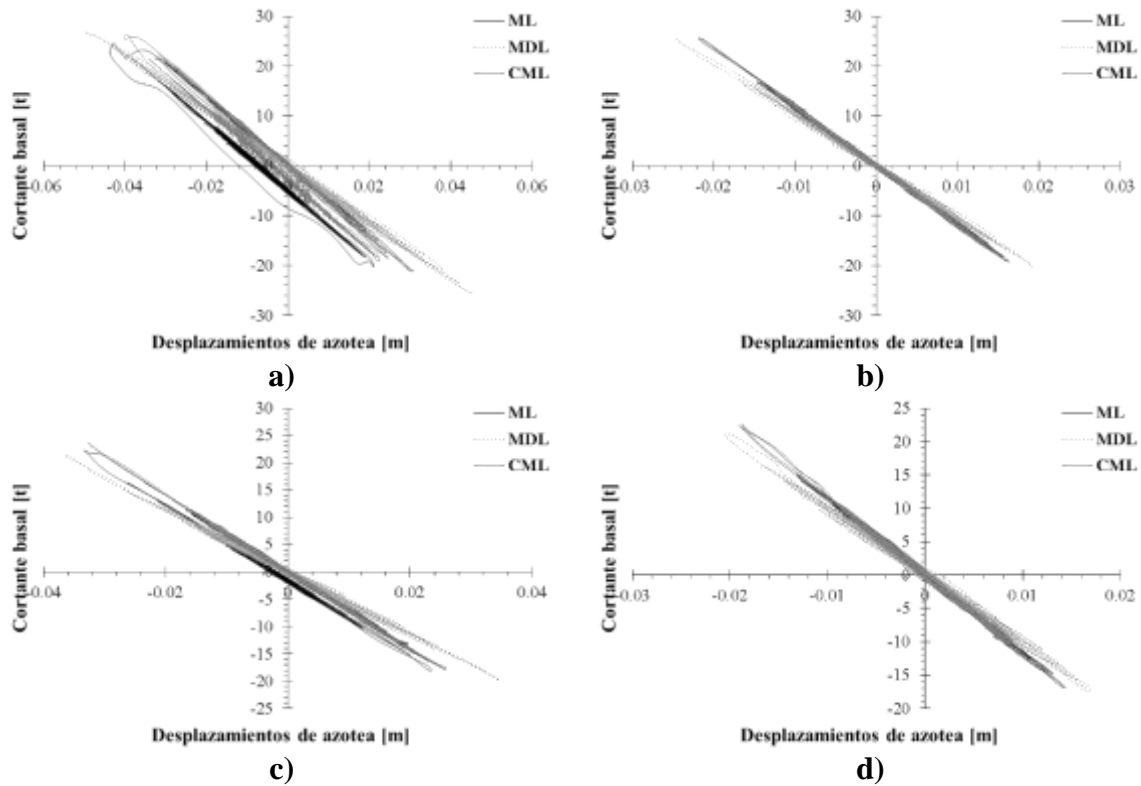 30
20
10
0
-10
-20
-30
-0.06
-0.04
-0.02
0
0.02
0.04
0.06
Cortante basal [t]
Desplazamientos de azotea [m]
ML
MDL
CML
a)
30
20
10
0
-10
-20
-30
-0.03
-0.02
-0.01
0
0.01
0.02
0.03
Cortante basal [t]
Desplazamientos de azotea [m]
ML
MDL
CML
b)
30
25
20
15
10
5
0
-5
-10
-15
-20
-25
-0.04
-0.02
0
0.02
0.04
Cortante basal [t]
Desplazamientos de azotea [m]
ML
MDL
CML
c)
25
20
15
10
5
0
-5
-10
-15
-20
-0.03
-0.02
-0.01
0
0.01
0.02
Cortante basal [t]
Desplazamientos de azotea [m]
ML
MDL
CML
d)